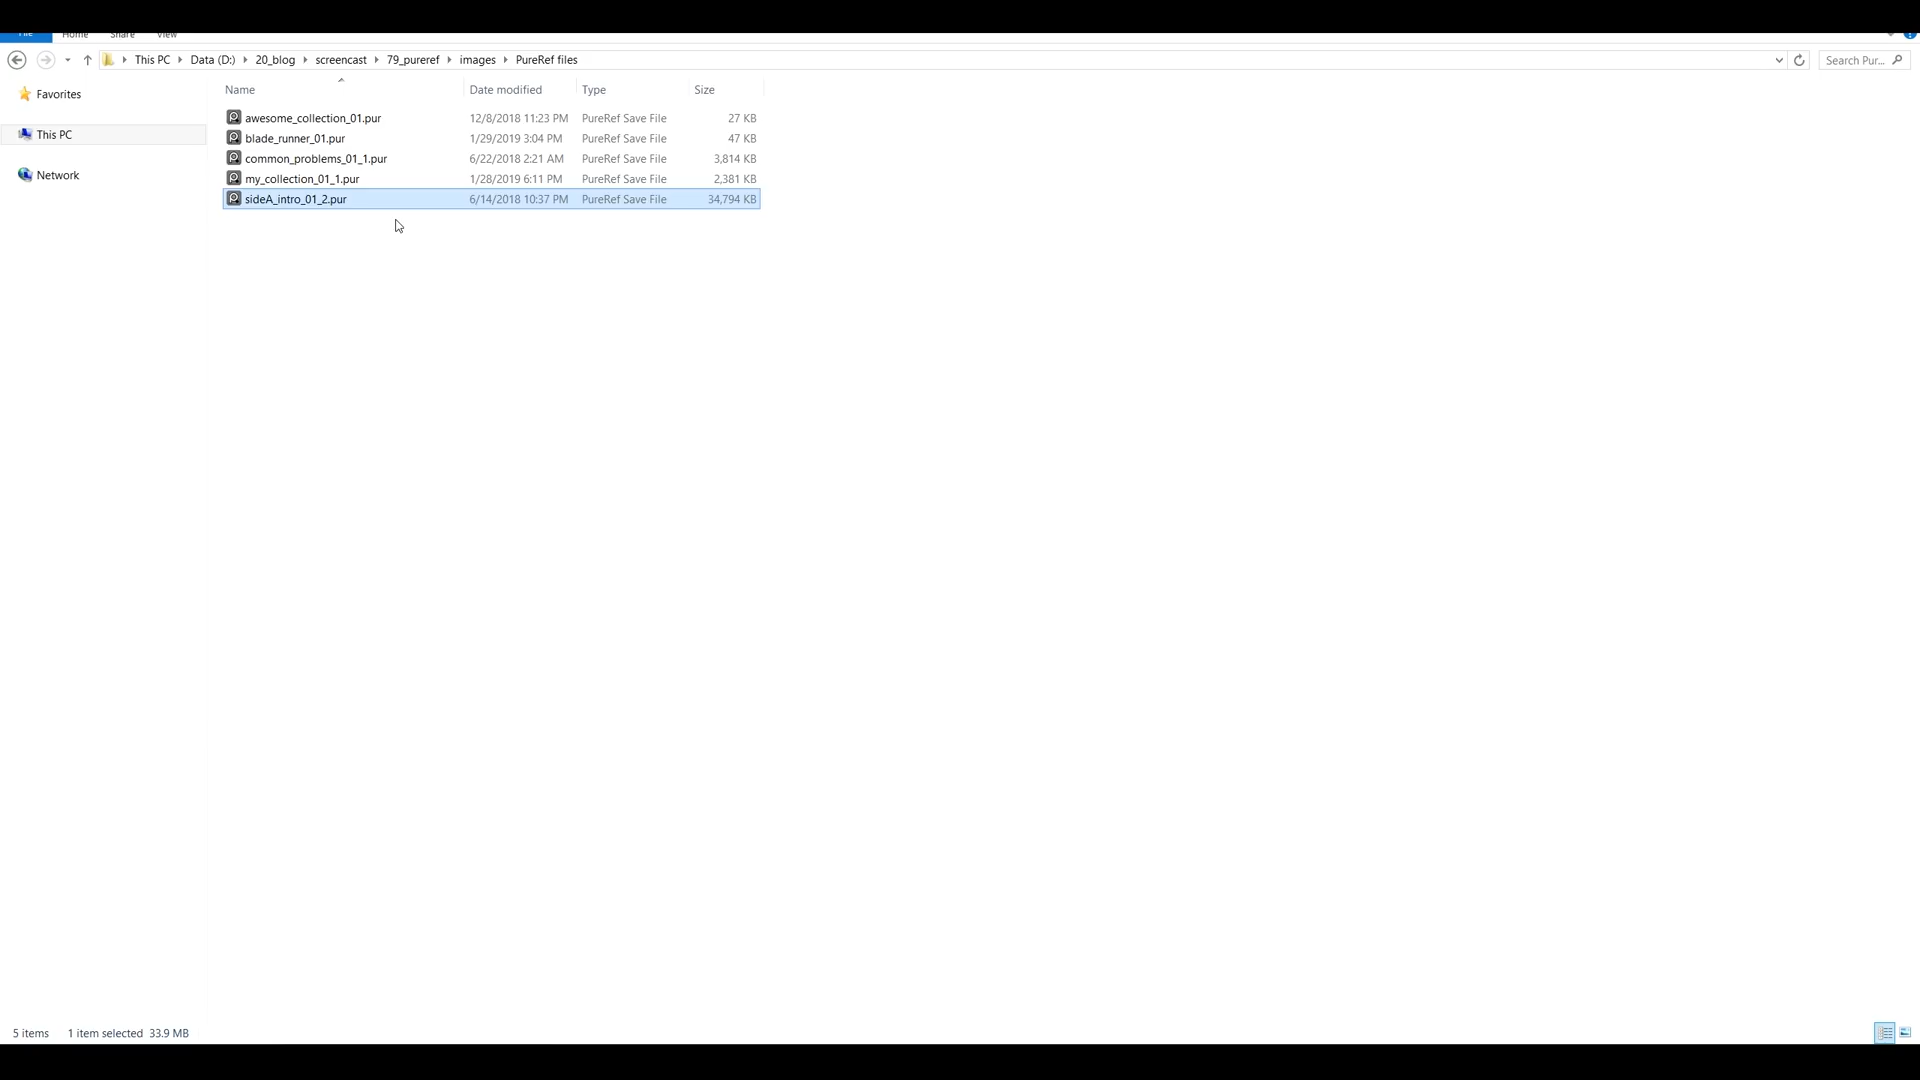 File Home Share View
This PC Data (D:) 20_blog screencast 79_pureref images PureRef files Search Pur...
Favorites
This PC
Network
Name Date modified Type Size
awesome_collection_01.pur 12/8/2018 11:23 PM PureRef Save File 27 KB
blade_runner_01.pur 1/29/2019 3:04 PM PureRef Save File 47 KB
common_problems_01_1.pur 6/22/2018 2:21 AM PureRef Save File 3,814 KB
my_collection_01_1.pur 1/28/2019 6:11 PM PureRef Save File 2,381 KB
sideA_intro_01_2.pur 6/14/2018 10:37 PM PureRef Save File 34,794 KB
5 items 1 item selected 33.9 MB